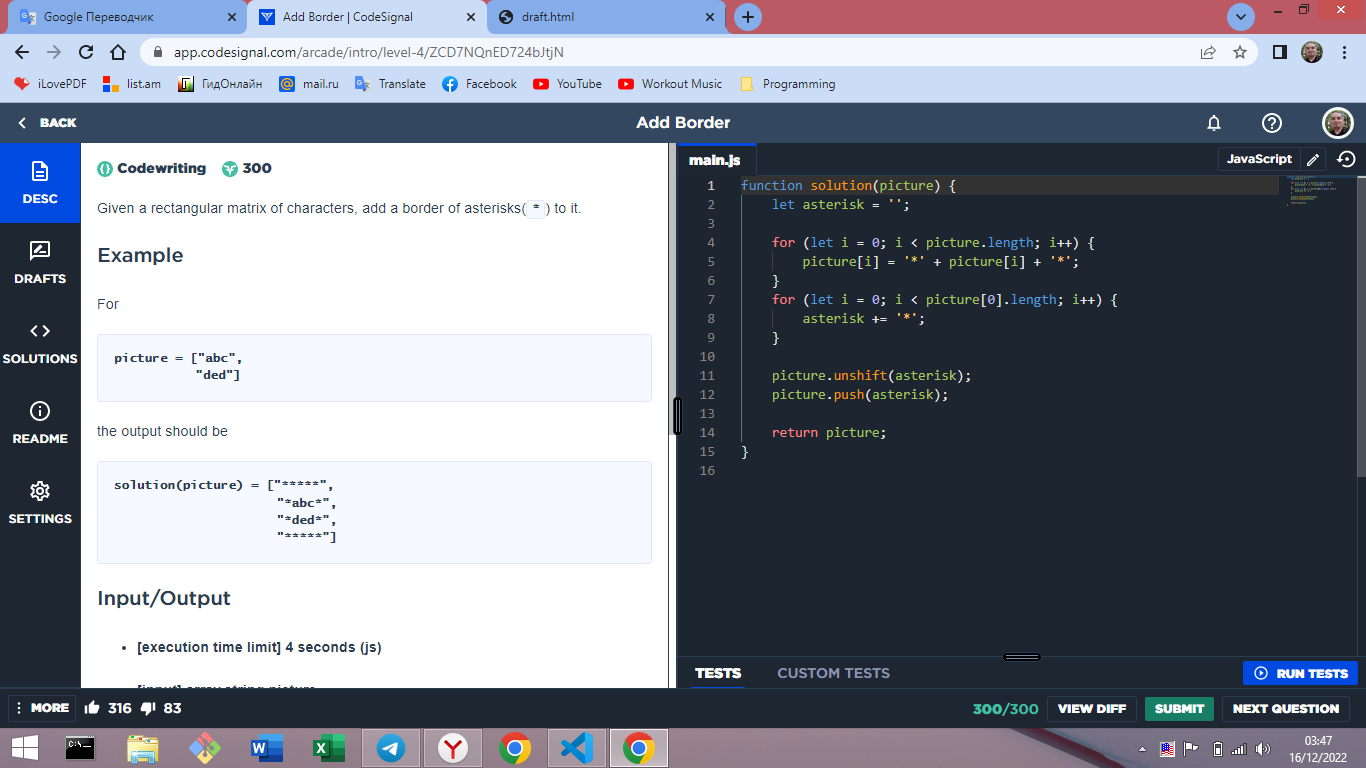 Google Переводчик
Add Border | CodeSignal
draft.html
app.codesignal.com/arcade/intro/level-4/ZCD7NQnED724bJtjN
iLovePDF
list.am
ГидОнлайн
mail.ru
Translate
Facebook
YouTube
Workout Music
Programming
BACK
Add Border
DESC
DRAFTS
SOLUTIONS
README
SETTINGS
Codewriting 300
Given a rectangular matrix of characters, add a border of asterisks( * ) to it.
Example
For
picture = ["abc",
"ded"]
the output should be
solution(picture) = ["*****",
"*abc*",
"*ded*",
"*****"]
Input/Output
• [execution time limit] 4 seconds (js)
main.js
JavaScript
1 function solution(picture) {
2 let asterisk = '';
3
4 for (let i = 0; i < picture.length; i++) {
5 picture[i] = '*' + picture[i] + '*';
6 }
7 for (let i = 0; i < picture[0].length; i++) {
8 asterisk += '*';
9 }
10
11 picture.unshift(asterisk);
12 picture.push(asterisk);
13
14 return picture;
15 }
16
TESTS
CUSTOM TESTS
RUN TESTS
MORE
316
83
300/300
VIEW DIFF
SUBMIT
NEXT QUESTION
03:47
16/12/2022